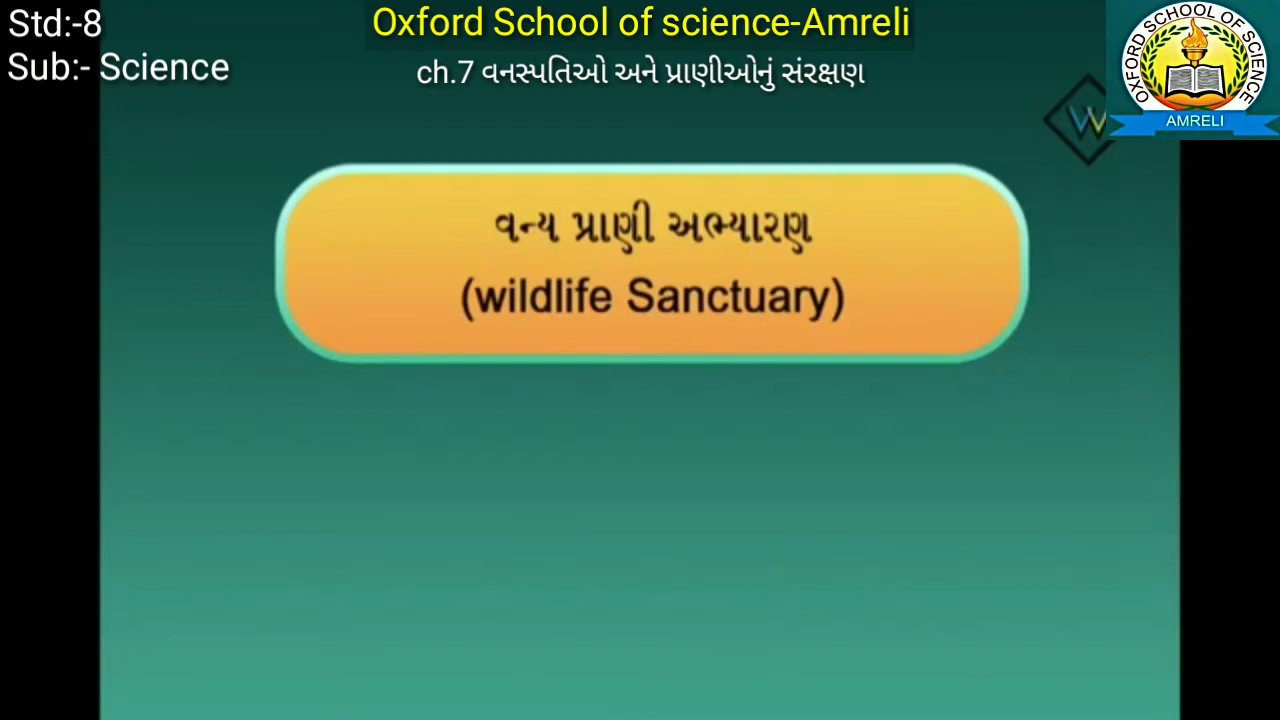 Std:-8
Sub:- Science
Oxford School of science-Amreli
ch.7 વનસ્પતિઓ અને પ્રાણીઓનું સંરક્ષણ
OXFORD SCHOOL OF SCIENCE
AMRELI
W
વન્ય પ્રાણી અભ્યારણ
(wildlife Sanctuary)